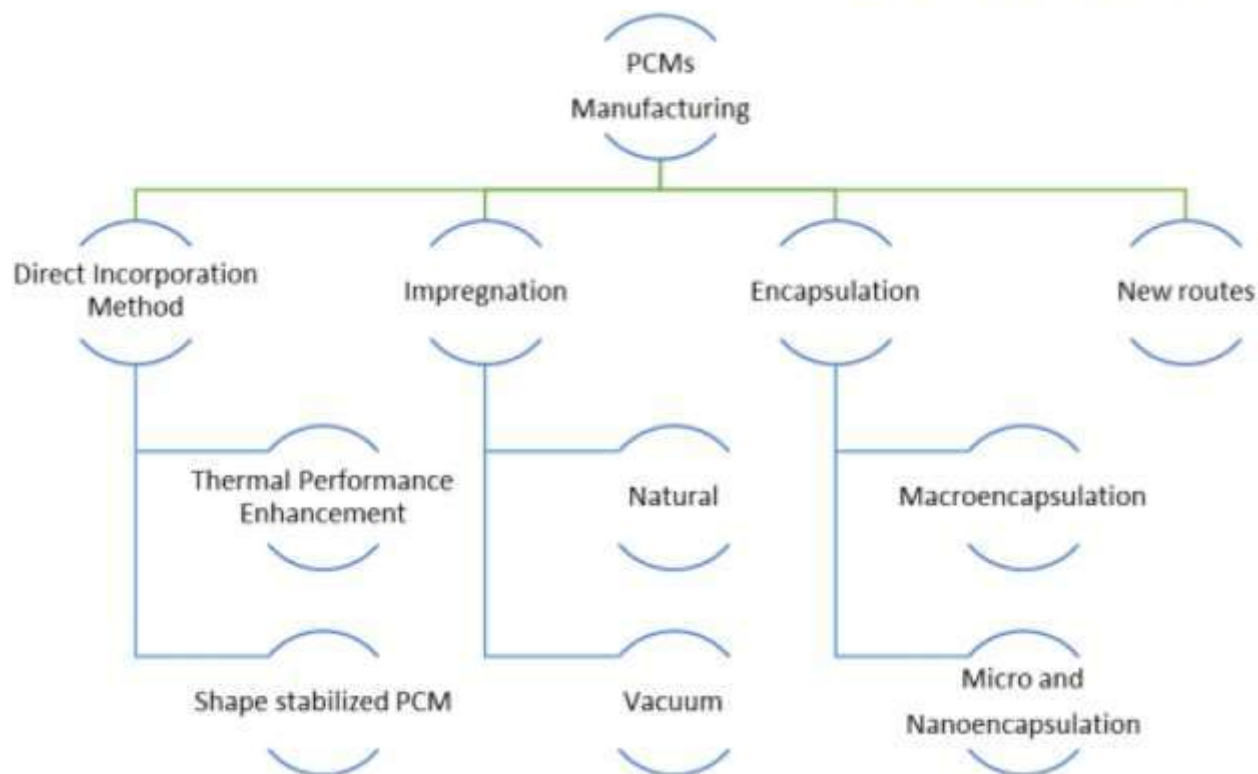 PCMs
Manufacturing
Direct Incorporation
Method
Impregnation
Encapsulation
New routes
Thermal Performance
Enhancement
Natural
Macroencapsulation
Shape stabilized PCM
Vacuum
Micro and
Nanoencapsulation